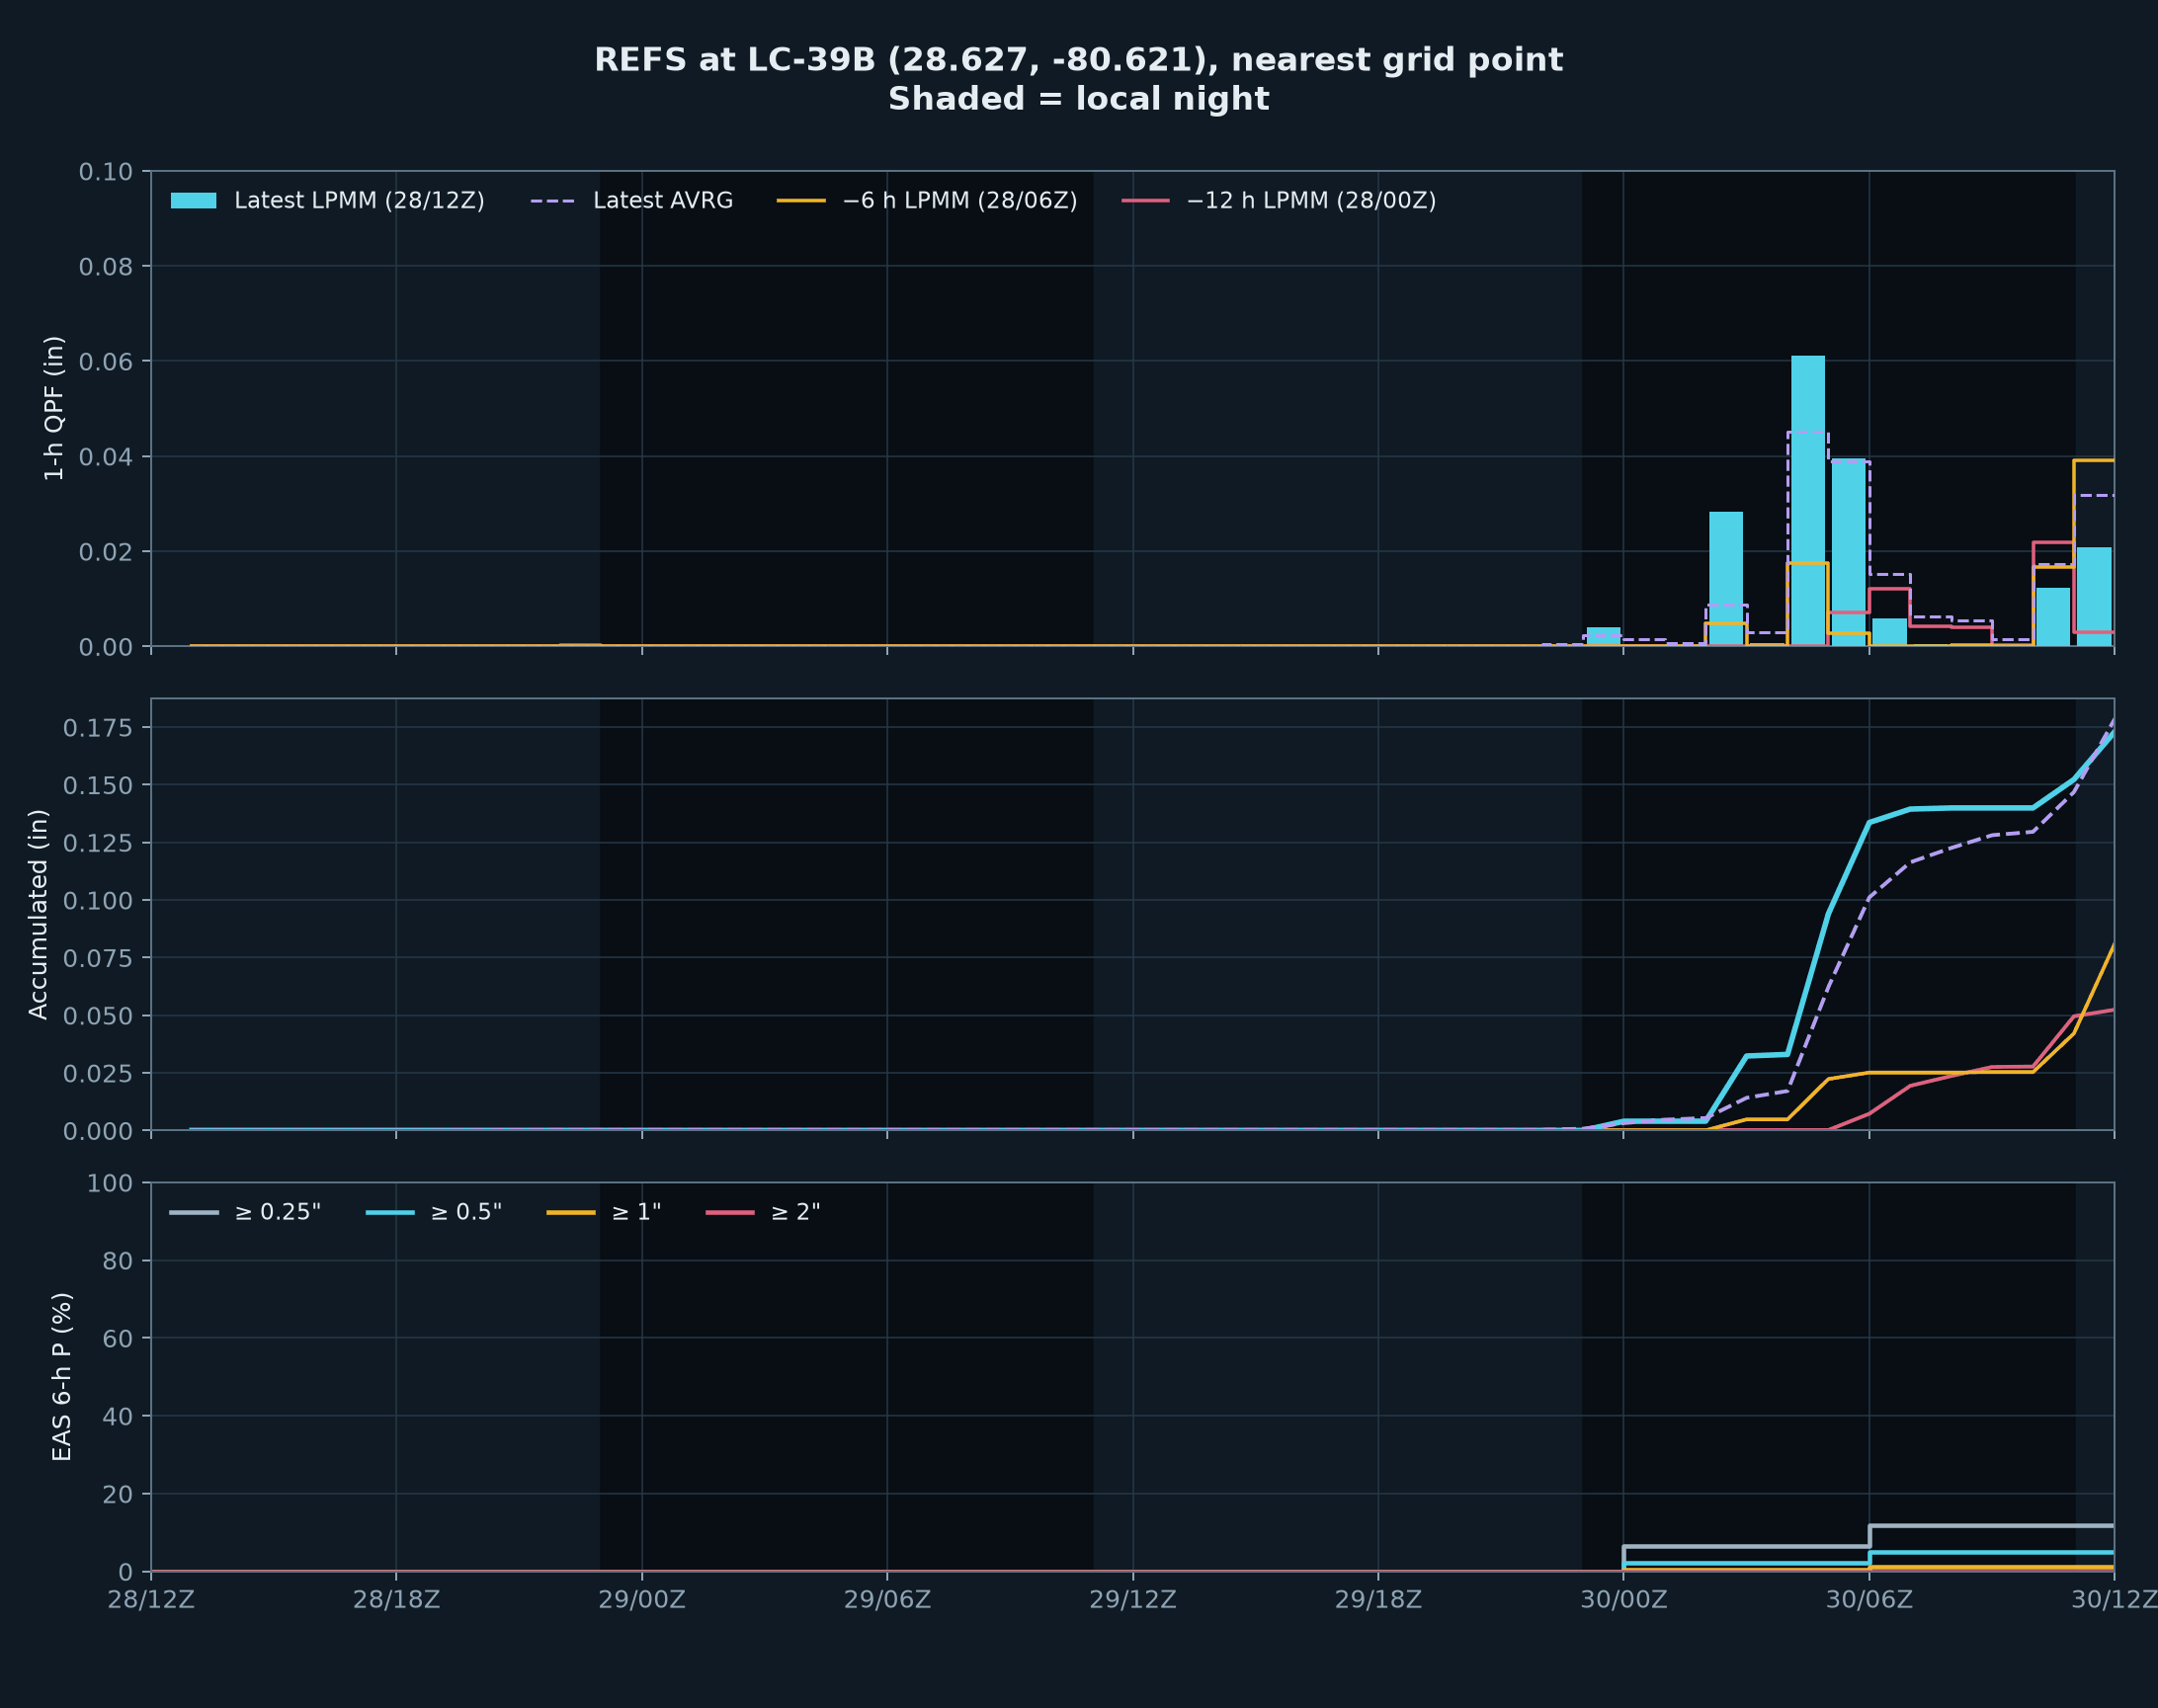 REFS at LC-39B (28.627, -80.621), nearest grid point
Shaded = local night
Latest LPMM (28/12Z) Latest AVRG −6 h LPMM (28/06Z) −12 h LPMM (28/00Z)
1-h QPF (in)
0.10
0.08
0.06
0.04
0.02
0.00
Accumulated (in)
0.175
0.150
0.125
0.100
0.075
0.050
0.025
0.000
≥ 0.25" ≥ 0.5" ≥ 1" ≥ 2"
EAS 6-h P (%)
100
80
60
40
20
0
28/12Z 28/18Z 29/00Z 29/06Z 29/12Z 29/18Z 30/00Z 30/06Z 30/12Z